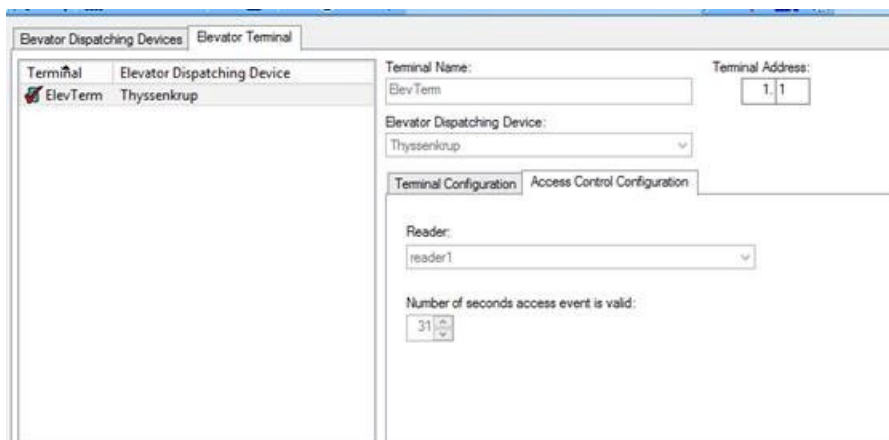 Elevator Dispatching Devices
Elevator Terminal
Terminal
Elevator Dispatching Device
ElevTerm
Thyssenkrup
Terminal Name:
ElevTerm
Terminal Address:
1. 1
Elevator Dispatching Device:
Thyssenkrup
Terminal Configuration
Access Control Configuration
Reader:
reader1
Number of seconds access event is valid:
31